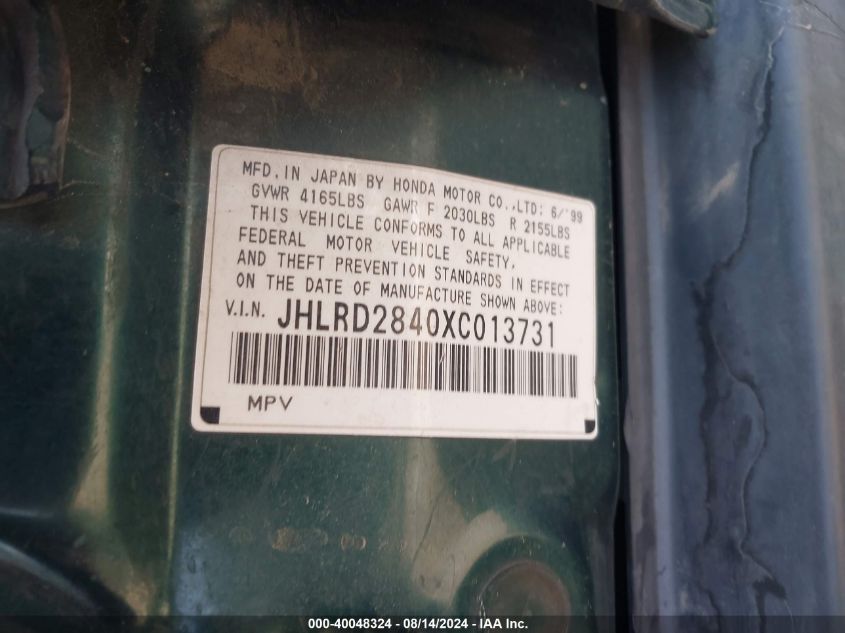 MFD. IN JAPAN BY HONDA MOTOR CO., LTD: 6/'99
GVWR 4165LBS GAWR F 2030LBS R 2155LBS
THIS VEHICLE CONFORMS TO ALL APPLICABLE
FEDERAL MOTOR VEHICLE SAFETY,
AND THEFT PREVENTION STANDARDS IN EFFECT
ON THE DATE OF MANUFACTURE SHOWN ABOVE:
V.I.N. JHLRD2840XC013731
MPV
000-40048324 - 08/14/2024 - IAA Inc.